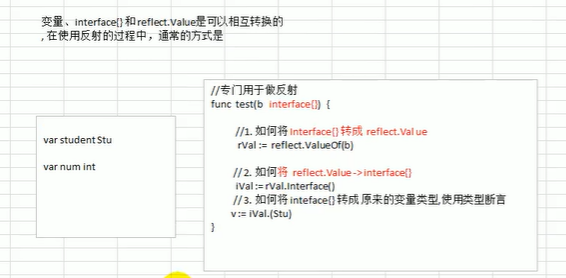 变量、interface{} 和 reflect.Value是可以相互转换的
, 在使用反射的过程中，通常的方式是
var student Stu
var num int
//专门用于做反射
func test(b interface{}) {
//1. 如何将 interface{} 转成 reflect.Value
rVal := reflect.ValueOf(b)
//2. 如何将 reflect.Value -> interface{}
iVal := rVal.Interface()
//3. 如何将 inteface{} 转成 原来的变量类型,使用类型断言
v := iVal.(Stu)
}